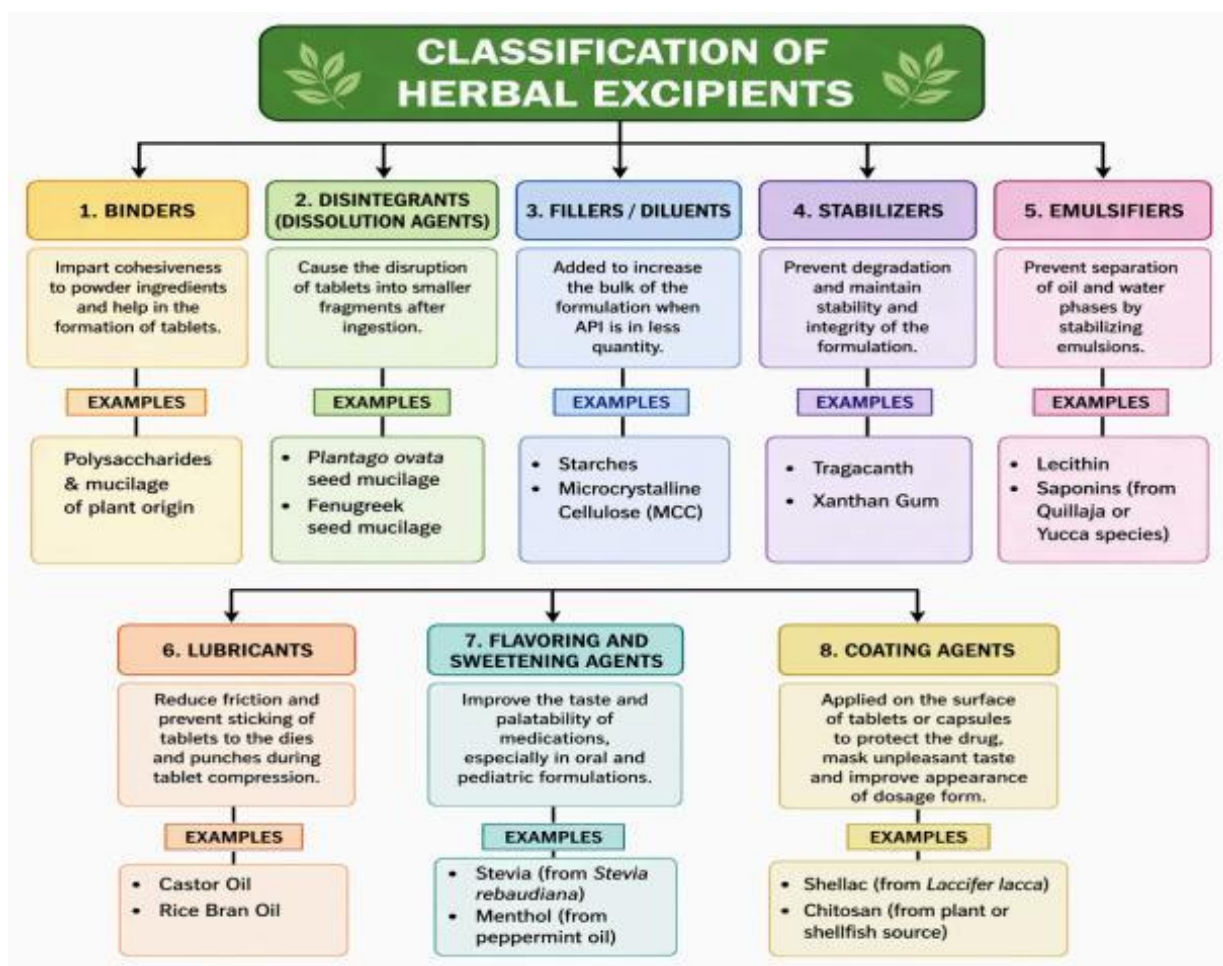 CLASSIFICATION OF
HERBAL EXCIPIENTS
1. BINDERS
Impart cohesiveness
to powder ingredients
and help in the
formation of tablets.
EXAMPLES
Polysaccharides
& mucilage
of plant origin
2. DISINTEGRANTS
(DISSOLUTION AGENTS)
Cause the disruption
of tablets into smaller
fragments after
ingestion.
EXAMPLES
• Plantago ovata
seed mucilage
• Fenugreek
seed mucilage
3. FILLERS / DILUENTS
Added to increase
the bulk of the
formulation when
API is in less
quantity.
EXAMPLES
• Starches
• Microcrystalline
Cellulose (MCC)
4. STABILIZERS
Prevent degradation
and maintain
stability and
integrity of the
formulation.
EXAMPLES
• Tragacanth
• Xanthan Gum
5. EMULSIFIERS
Prevent separation
of oil and water
phases by
stabilizing
emulsions.
EXAMPLES
• Lecithin
• Saponins (from
Quillaja or
Yucca species)
6. LUBRICANTS
Reduce friction and
prevent sticking of
tablets to the dies
and punches during
tablet compression.
EXAMPLES
• Castor Oil
• Rice Bran Oil
7. FLAVORING AND
SWEETENING AGENTS
Improve the taste and
palatability of
medications,
especially in oral and
pediatric formulations.
EXAMPLES
• Stevia (from Stevia
rebaudiana)
• Menthol (from
peppermint oil)
8. COATING AGENTS
Applied on the surface
of tablets or capsules
to protect the drug,
mask unpleasant taste
and improve appearance
of dosage form.
EXAMPLES
• Shellac (from Laccifer lacca)
• Chitosan (from plant or
shellfish source)